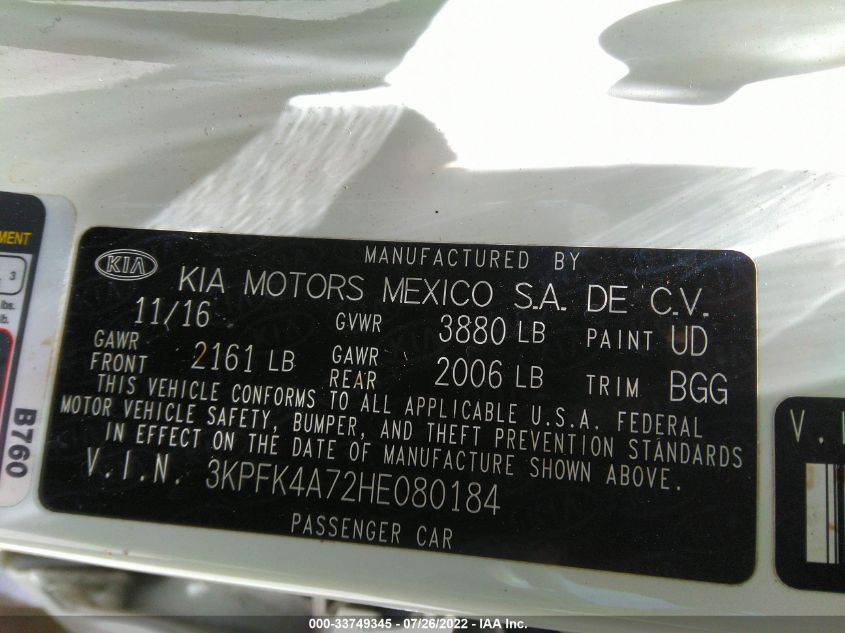 MANUFACTURED BY
KIA KIA MOTORS MEXICO S.A. DE C.V.
11/16 GVWR 3880 LB PAINT UD
GAWR FRONT 2161 LB GAWR REAR 2006 LB TRIM BGG
THIS VEHICLE CONFORMS TO ALL APPLICABLE U.S.A. FEDERAL
MOTOR VEHICLE SAFETY, BUMPER, AND THEFT PREVENTION STANDARDS
IN EFFECT ON THE DATE OF MANUFACTURE SHOWN ABOVE.
V.I.N. 3KPFK4A72HE080184
PASSENGER CAR
3
lbs.
B760
V.
000-33749345 - 07/26/2022 - IAA Inc.